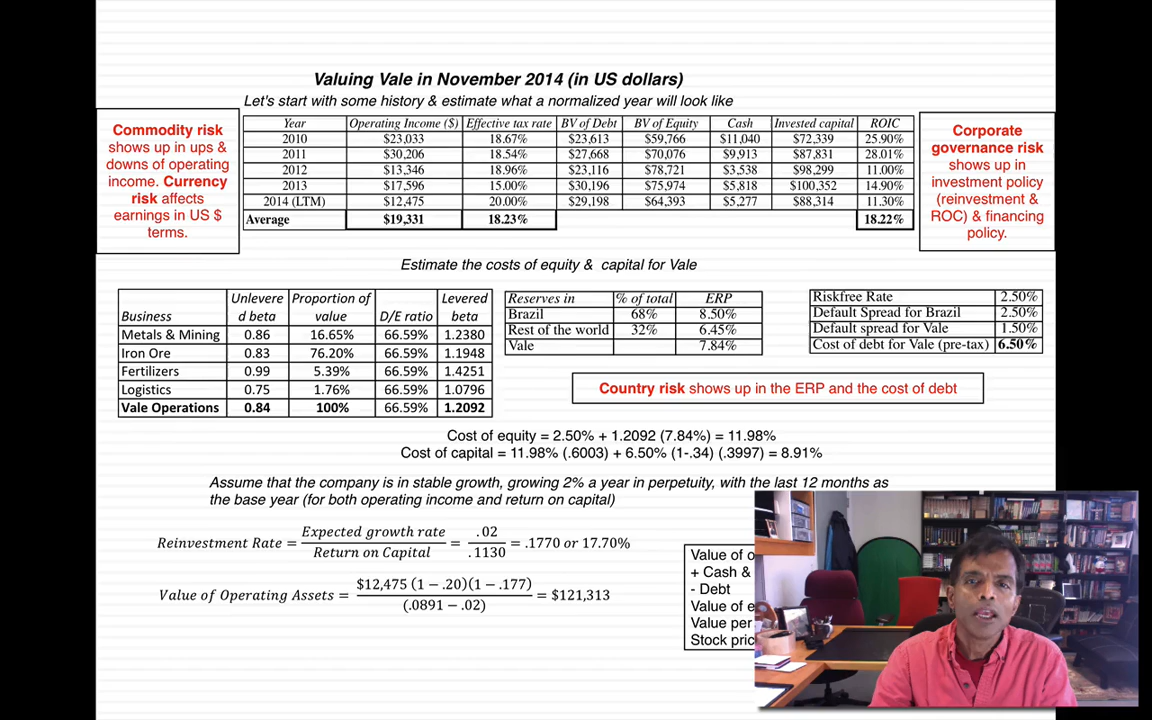 Valuing Vale in November 2014 (in US dollars)
Let's start with some history & estimate what a normalized year will look like
Commodity risk
shows up in ups &
downs of operating
income. Currency
risk affects
earnings in US $
terms.
Year Operating Income ($) Effective tax rate BV of Debt BV of Equity Cash Invested capital ROIC
2010 $23,033 18.67% $23,613 $59,766 $11,040 $72,339 25.90%
2011 $30,206 18.54% $27,668 $70,076 $9,913 $87,831 28.01%
2012 $13,346 18.96% $23,116 $78,721 $3,538 $98,299 11.00%
2013 $17,596 15.00% $30,196 $75,974 $5,818 $100,352 14.90%
2014 (LTM) $12,475 20.00% $29,198 $64,393 $5,277 $88,314 11.30%
Average $19,331 18.23% 18.22%
Corporate
governance risk
shows up in
investment policy
(reinvestment &
ROC) & financing
policy.
Estimate the costs of equity & capital for Vale
Business Unlevere d beta Proportion of value D/E ratio Levered beta
Metals & Mining 0.86 16.65% 66.59% 1.2380
Iron Ore 0.83 76.20% 66.59% 1.1948
Fertilizers 0.99 5.39% 66.59% 1.4251
Logistics 0.75 1.76% 66.59% 1.0796
Vale Operations 0.84 100% 66.59% 1.2092
Reserves in % of total ERP
Brazil 68% 8.50%
Rest of the world 32% 6.45%
Vale 7.84%
Riskfree Rate 2.50%
Default Spread for Brazil 2.50%
Default spread for Vale 1.50%
Cost of debt for Vale (pre-tax) 6.50%
Country risk shows up in the ERP and the cost of debt
Cost of equity = 2.50% + 1.2092 (7.84%) = 11.98%
Cost of capital = 11.98% (.6003) + 6.50% (1-.34) (.3997) = 8.91%
Assume that the company is in stable growth, growing 2% a year in perpetuity, with the last 12 months as
the base year (for both operating income and return on capital)
Reinvestment Rate = Expected growth rate / Return on Capital = .02 / .1130 = .1770 or 17.70%
Value of Operating Assets = $12,475 (1 − .20)(1 − .177) / (.0891 − .02) = $121,313
Value of o
+ Cash &
- Debt
Value of e
Value per
Stock pric